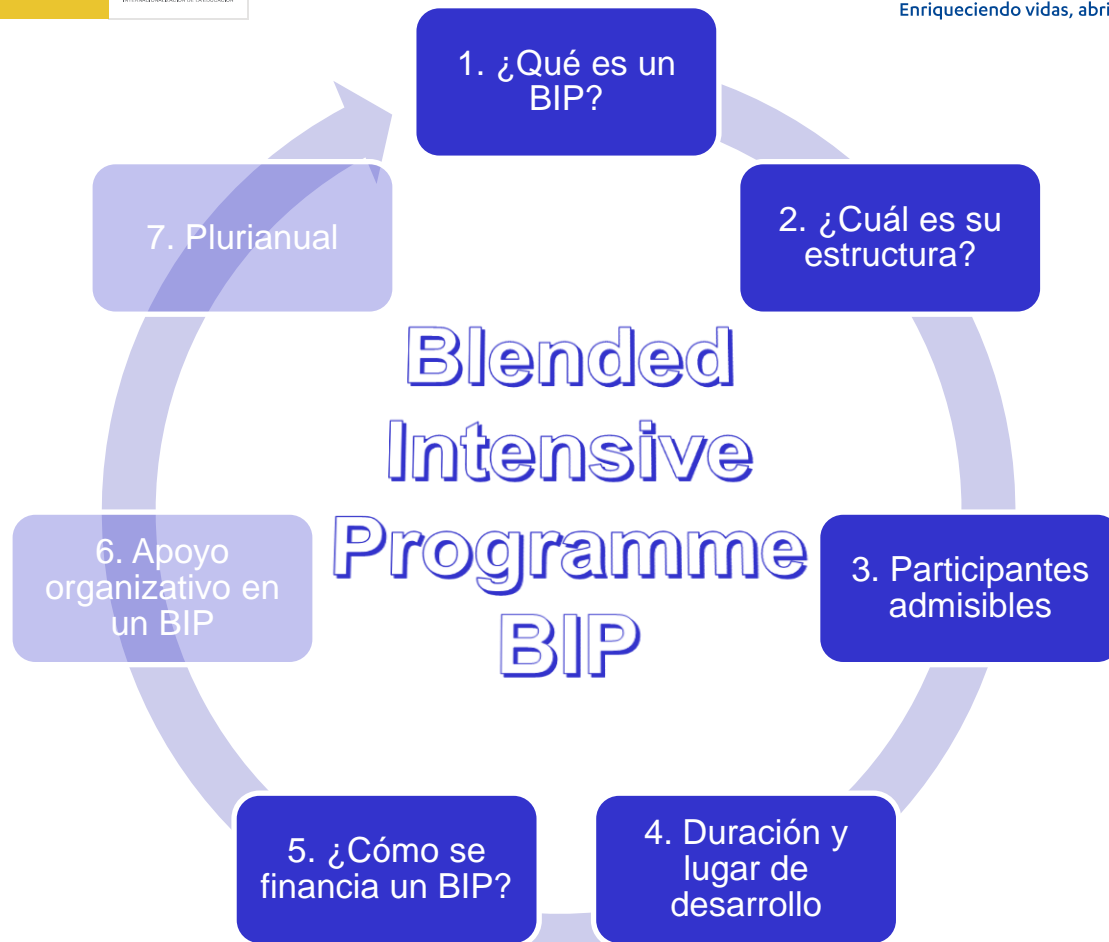 Enriqueciendo vidas, abri
1. ¿Qué es un
BIP?
2. ¿Cuál es su
estructura?
3. Participantes
admisibles
4. Duración y
lugar de
desarrollo
5. ¿Cómo se
financia un BIP?
6. Apoyo
organizativo en
un BIP
7. Plurianual
Blended
Intensive
Programme
BIP